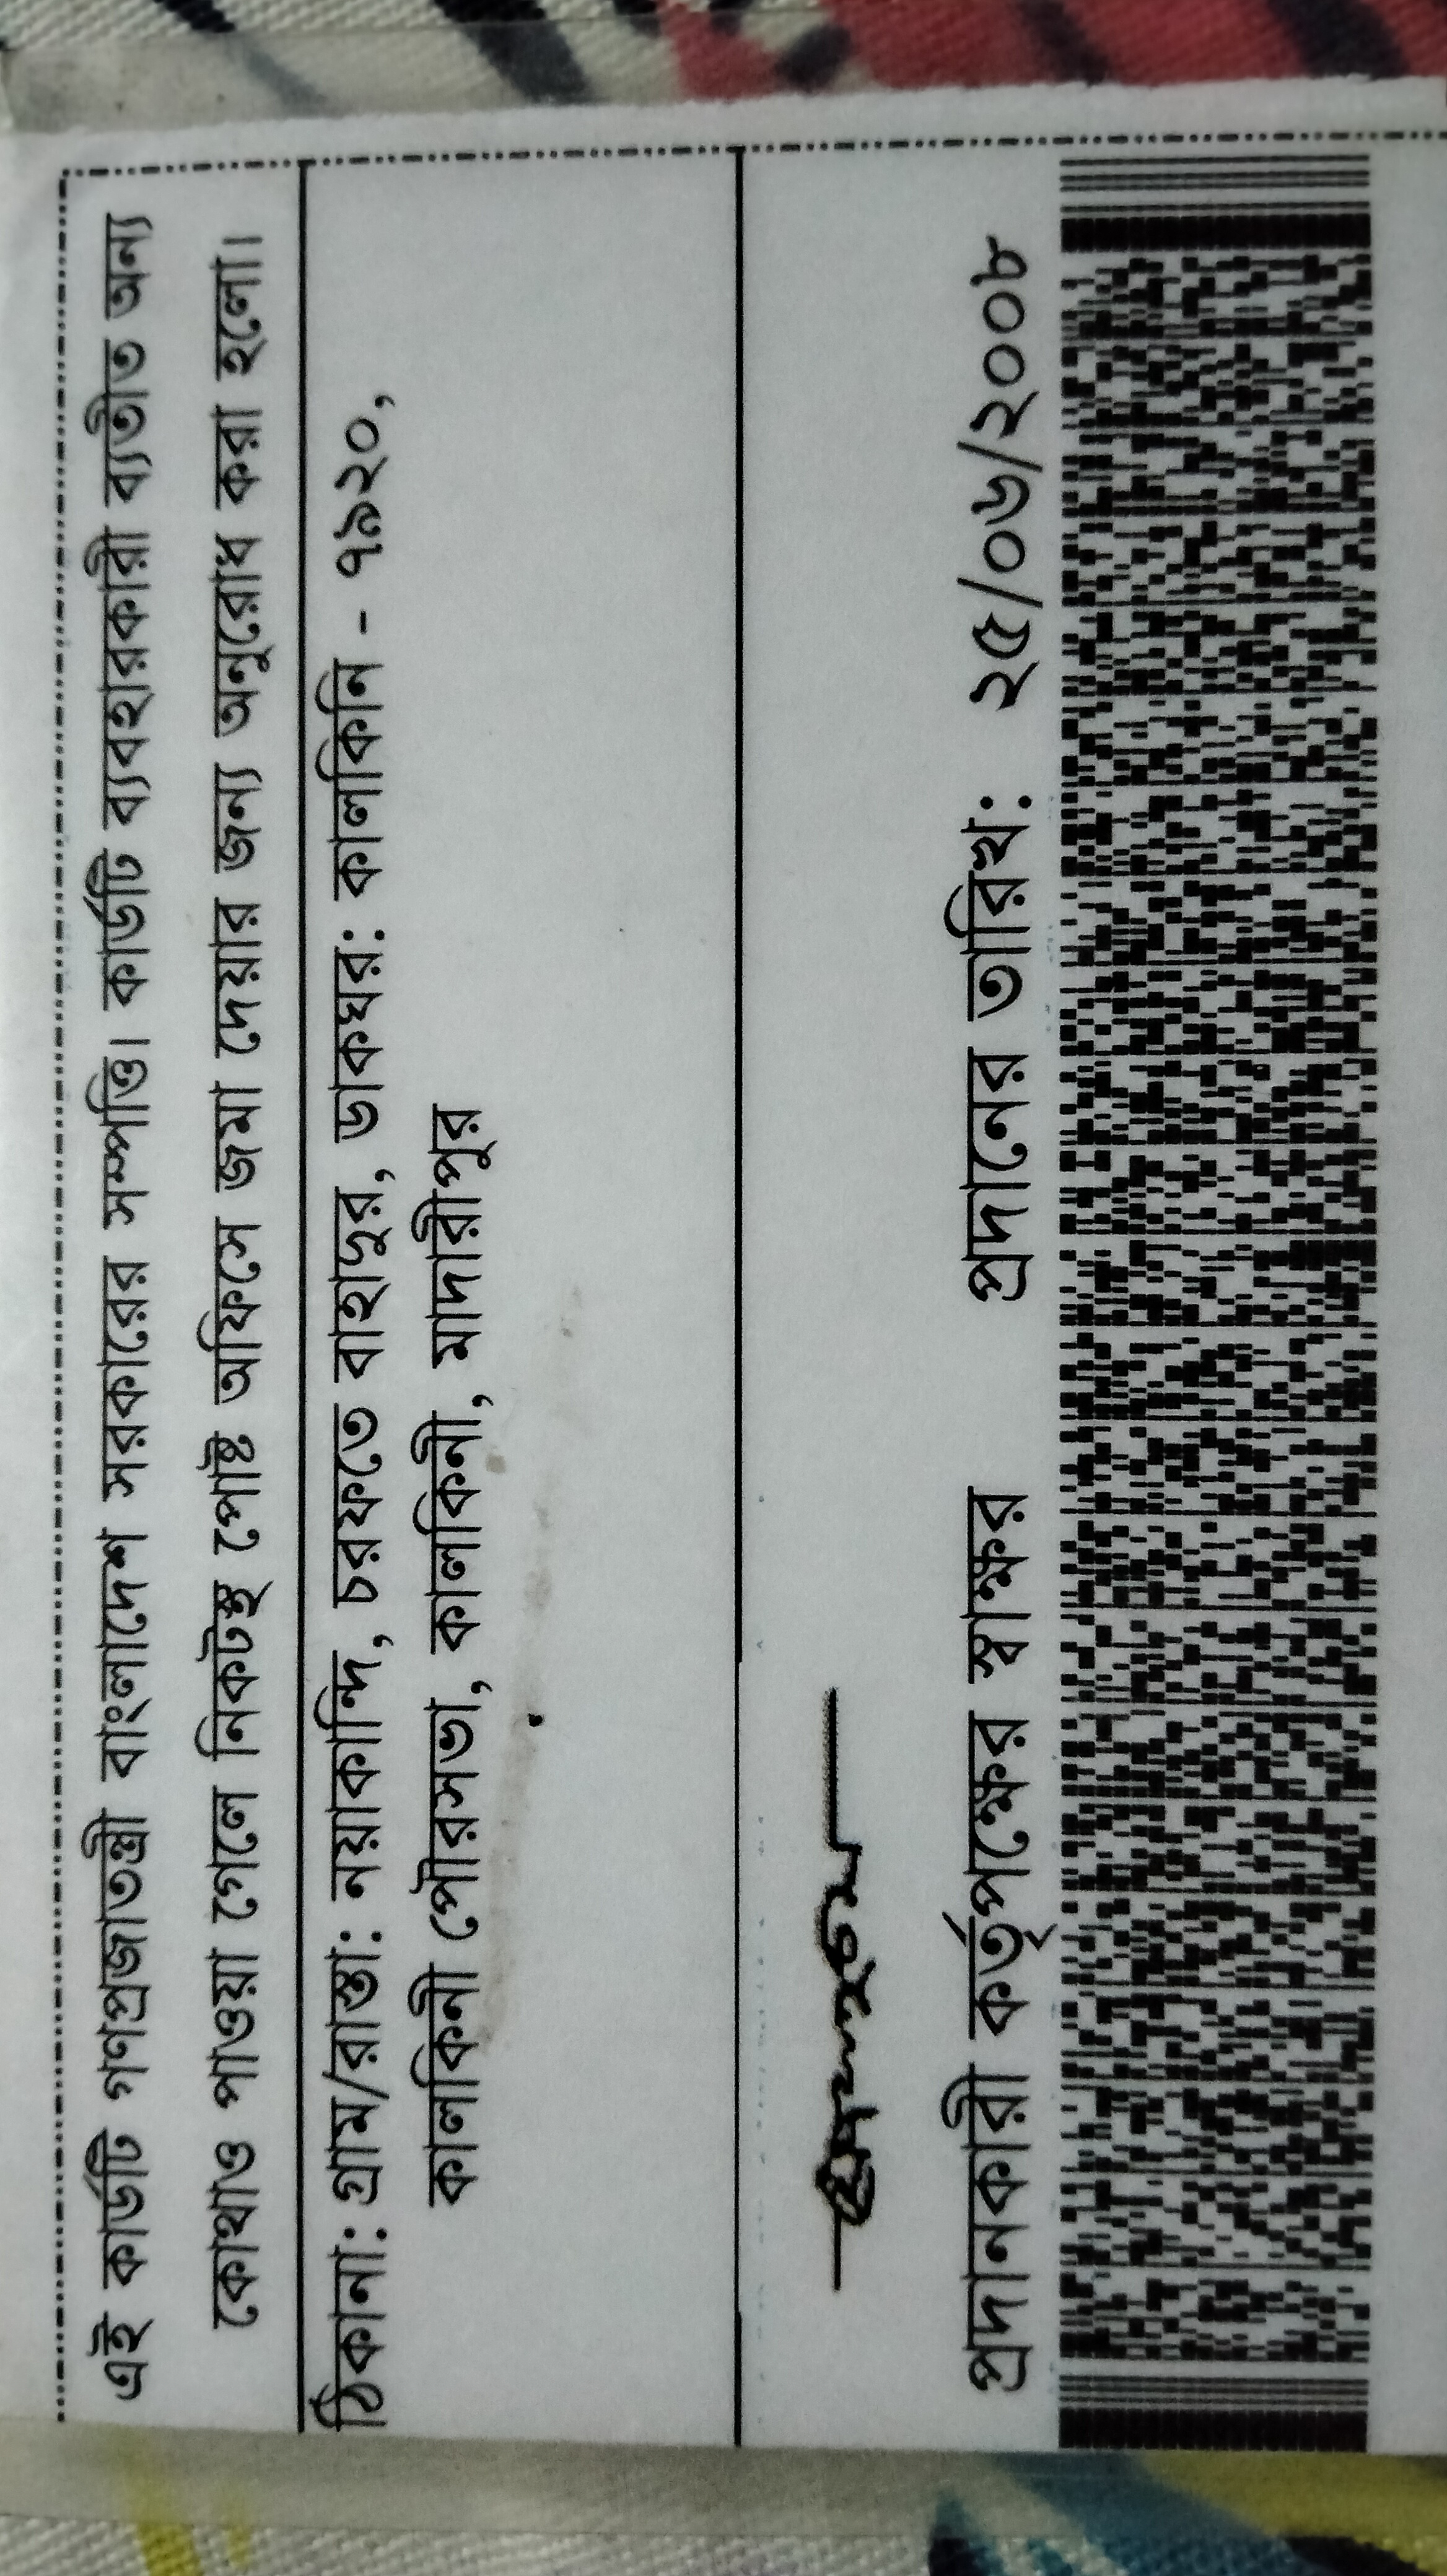 এই কার্ডটি গণপ্রজাতন্ত্রী বাংলাদেশ সরকারের সম্পত্তি। কার্ডটি ব্যবহারকারী ব্যতীত অন্য
কোথাও পাওয়া গেলে নিকটস্থ পোষ্ট অফিসে জমা দেয়ার জন্য অনুরোধ করা হলো।
ঠিকানা: গ্রাম/রাস্তা: নয়াকান্দি, চরফতে বাহাদুর, ডাকঘর: কালকিনি - ৭৯২০,
কালকিনী পৌরসভা, কালকিনী, মাদারীপুর
প্রদানকারী কর্তৃপক্ষের স্বাক্ষর প্রদানের তারিখ: ২৫/০৬/২০০৮